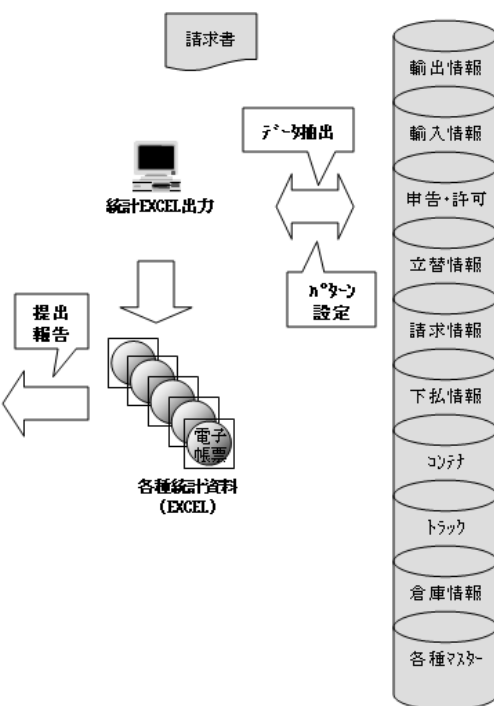 請求書
輸出情報
輸入情報
申告・許可
立替情報
請求情報
下払情報
コンテナ
トラック
倉庫情報
各種マスター
データ抽出
統計EXCEL出力
パターン
設定
提出
報告
電子
帳票
各種統計資料
(EXCEL)